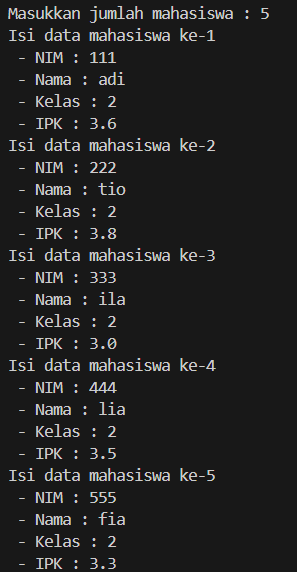 Masukkan jumlah mahasiswa : 5
Isi data mahasiswa ke-1
 - NIM : 111
 - Nama : adi
 - Kelas : 2
 - IPK : 3.6
Isi data mahasiswa ke-2
 - NIM : 222
 - Nama : tio
 - Kelas : 2
 - IPK : 3.8
Isi data mahasiswa ke-3
 - NIM : 333
 - Nama : ila
 - Kelas : 2
 - IPK : 3.0
Isi data mahasiswa ke-4
 - NIM : 444
 - Nama : lia
 - Kelas : 2
 - IPK : 3.5
Isi data mahasiswa ke-5
 - NIM : 555
 - Nama : fia
 - Kelas : 2
 - IPK : 3.3